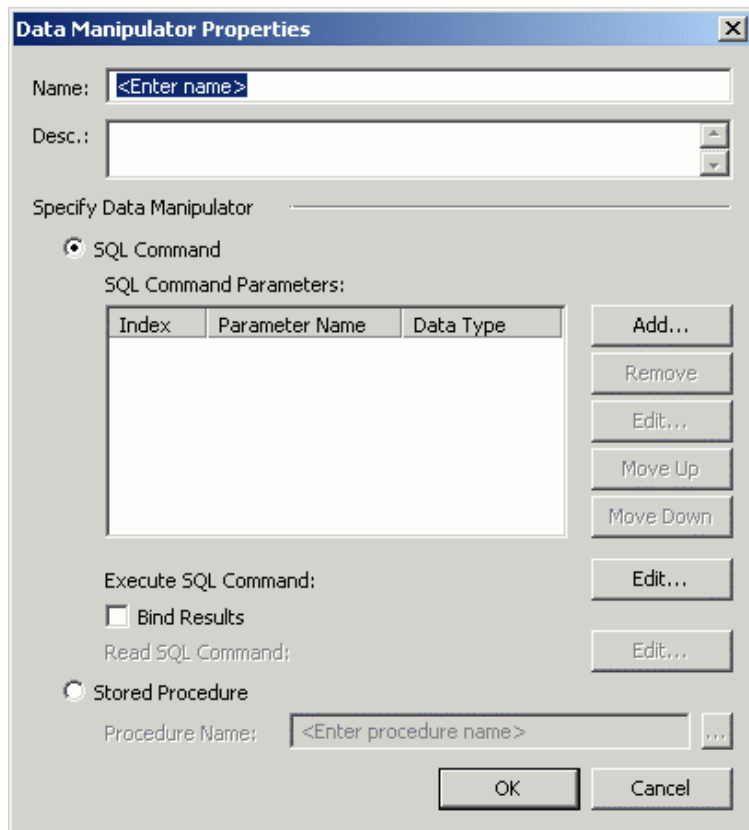 Data Manipulator Properties
Name: <Enter name>
Desc.:
Specify Data Manipulator
SQL Command
SQL Command Parameters:
Index Parameter Name Data Type
Add...
Remove
Edit...
Move Up
Move Down
Execute SQL Command: Edit...
Bind Results
Read SQL Command: Edit...
Stored Procedure
Procedure Name: <Enter procedure name> ...
OK Cancel